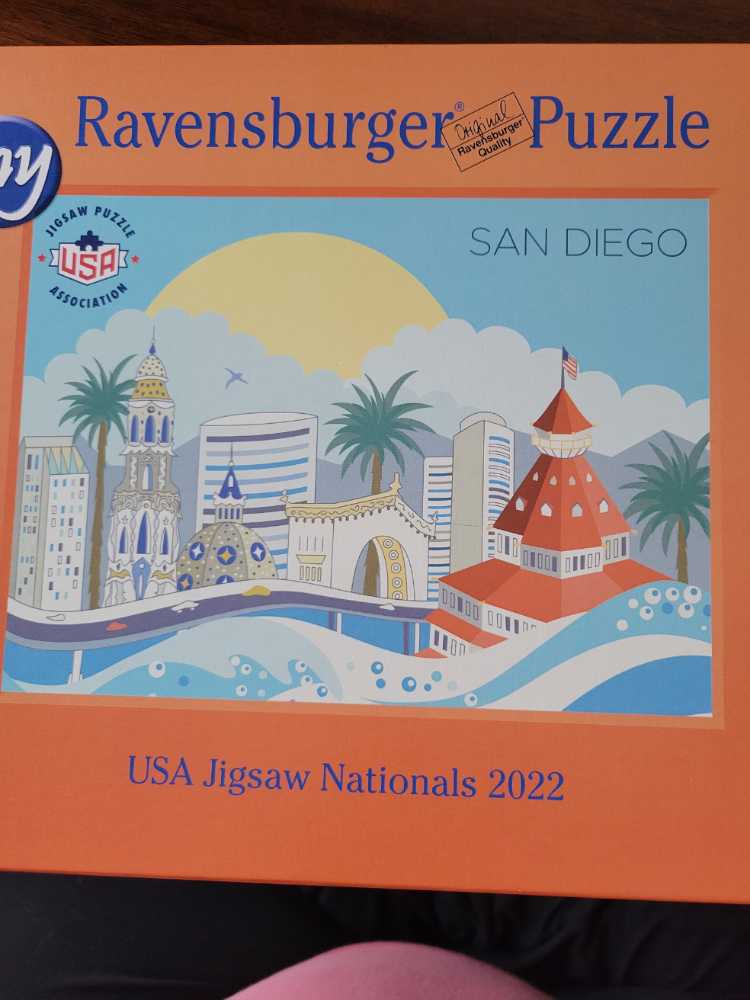 Ravensburger® Puzzle
Original
Ravensburger
Quality
JIGSAW PUZZLE
USA
ASSOCIATION
SAN DIEGO
USA Jigsaw Nationals 2022